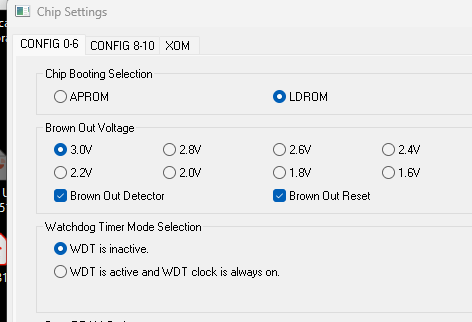 Chip Settings
CONFIG 0-6 CONFIG 8-10 XOM
Chip Booting Selection
APROM LDROM
Brown Out Voltage
3.0V 2.8V 2.6V 2.4V
2.2V 2.0V 1.8V 1.6V
Brown Out Detector Brown Out Reset
Watchdog Timer Mode Selection
WDT is inactive.
WDT is active and WDT clock is always on.